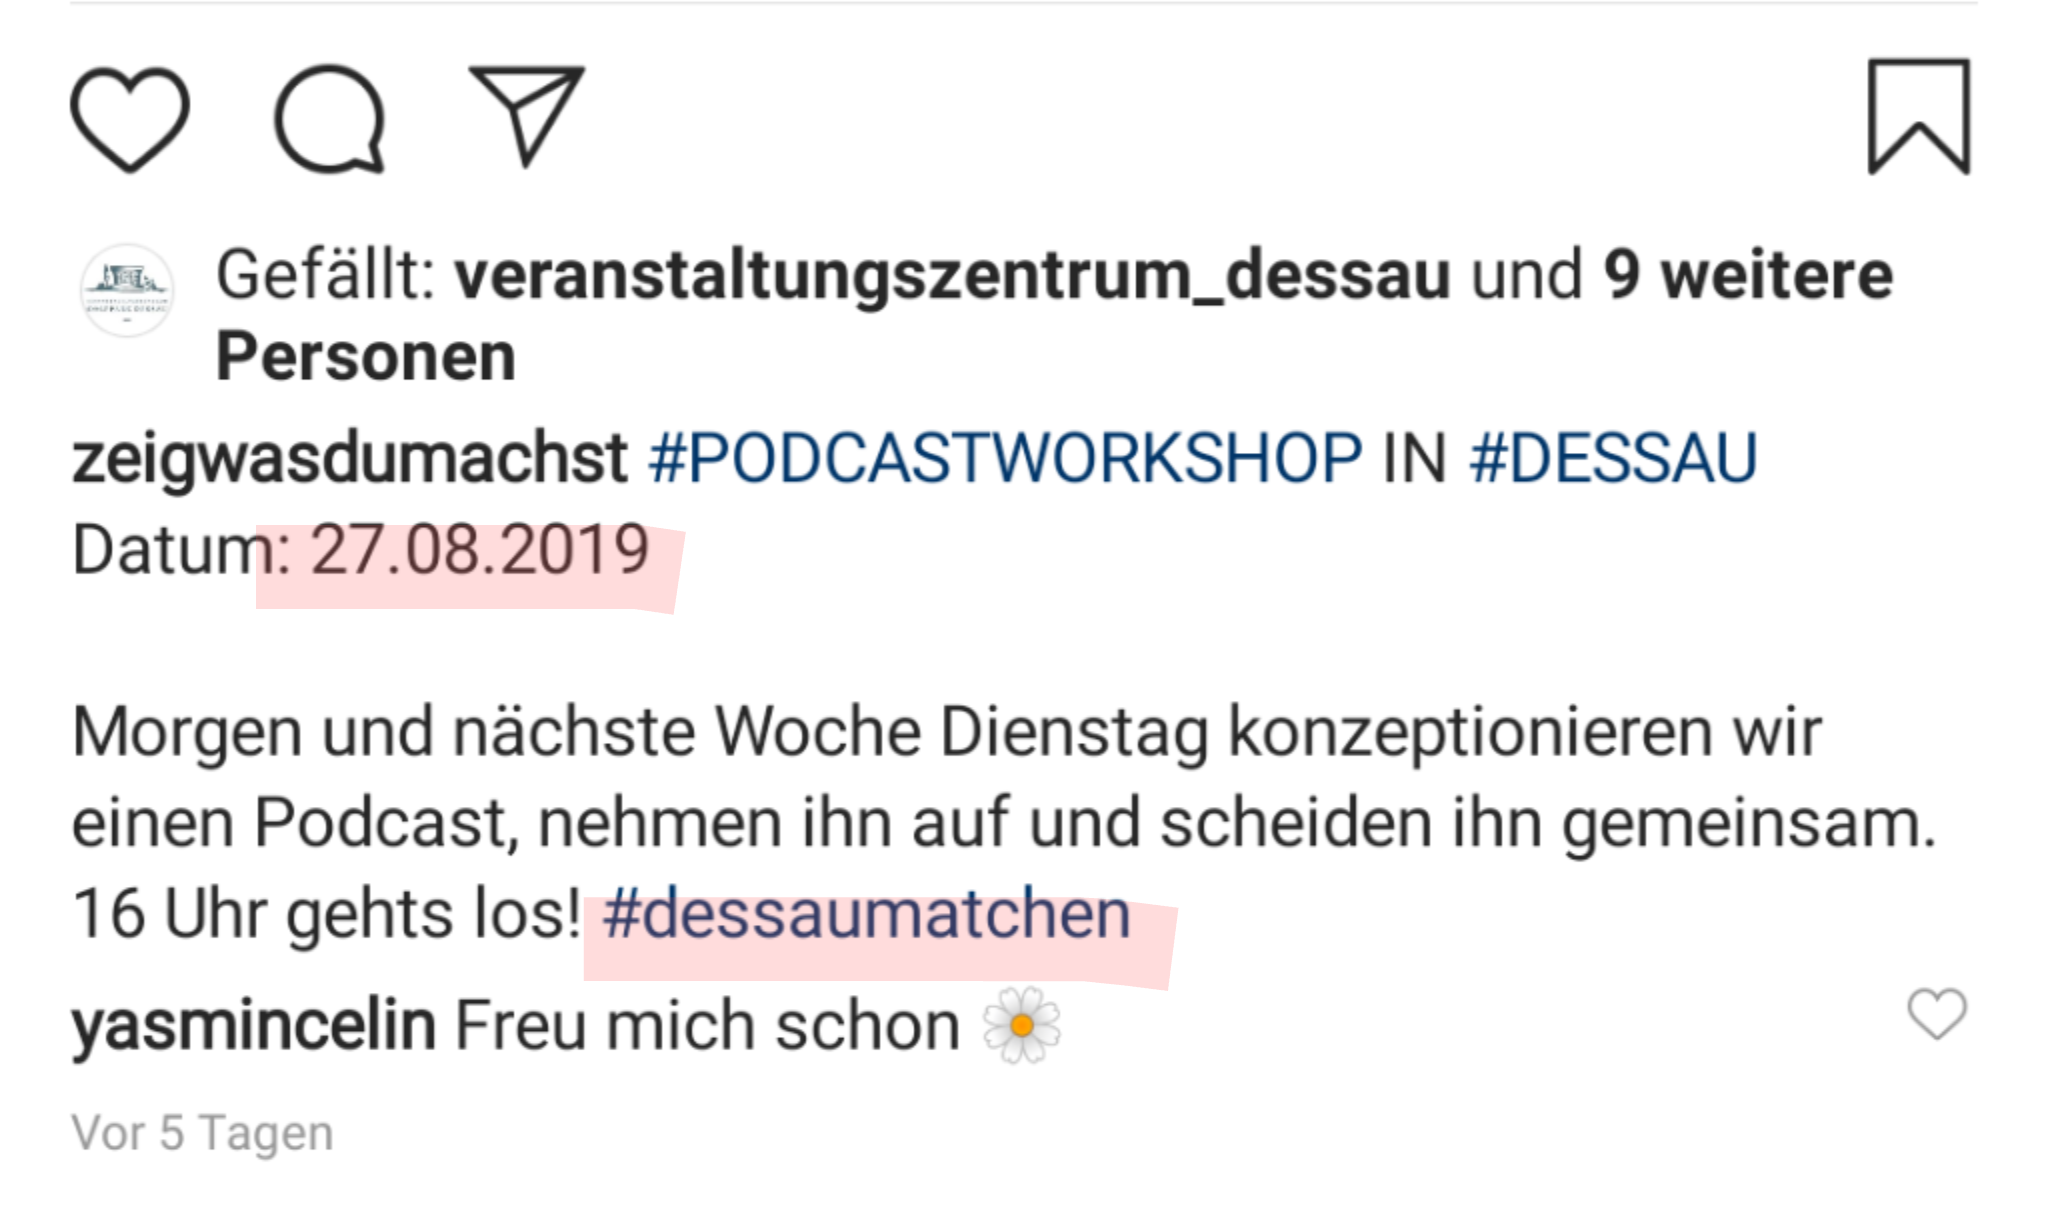 Gefällt: veranstaltungszentrum_dessau und 9 weitere
Personen
zeigwasdumachst #PODCASTWORKSHOP IN #DESSAU
Datum: 27.08.2019
Morgen und nächste Woche Dienstag konzeptionieren wir
einen Podcast, nehmen ihn auf und scheiden ihn gemeinsam.
16 Uhr gehts los! #dessaumatchen
yasmincelin Freu mich schon 🌼
Vor 5 Tagen